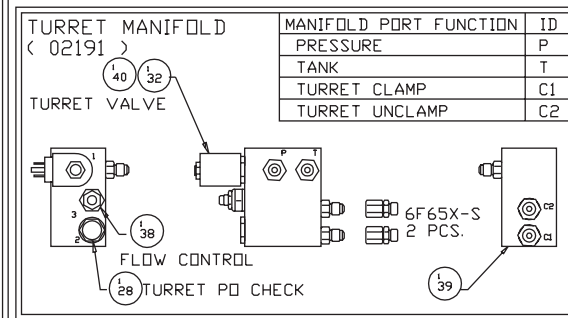 TURRET MANIFOLD
( 02191 )
MANIFOLD PORT FUNCTION ID
PRESSURE P
TANK T
TURRET CLAMP C1
TURRET UNCLAMP C2
1 40
1 32
TURRET VALVE
1
3
2
P T
C2
C1
6F65X-S
2 PCS.
1 38
FLOW CONTROL
1 28
TURRET PO CHECK
1 39